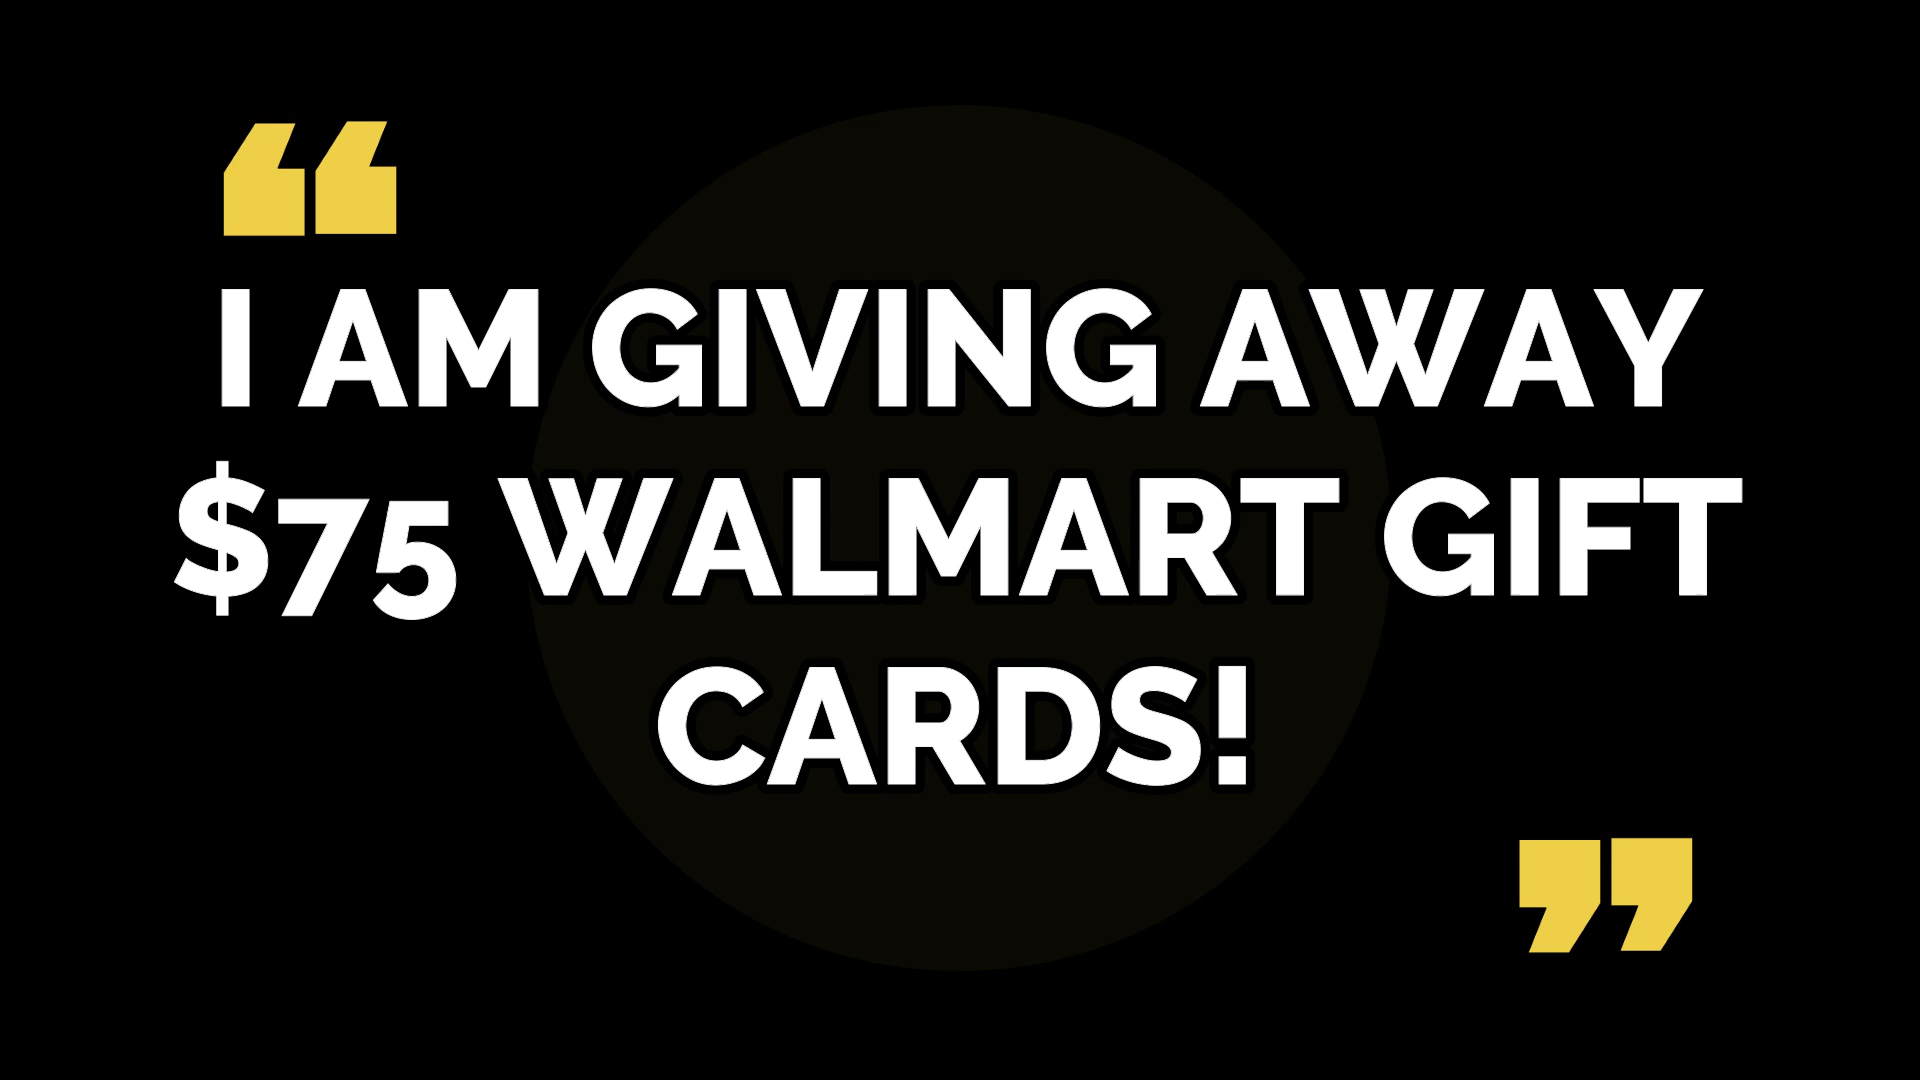 “
I AM GIVING AWAY
$75 WALMART GIFT
CARDS!
”